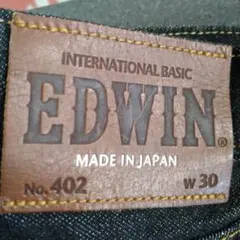 INTERNATIONAL BASIC
EDWIN®
MADE IN JAPAN
No. 402 W 30